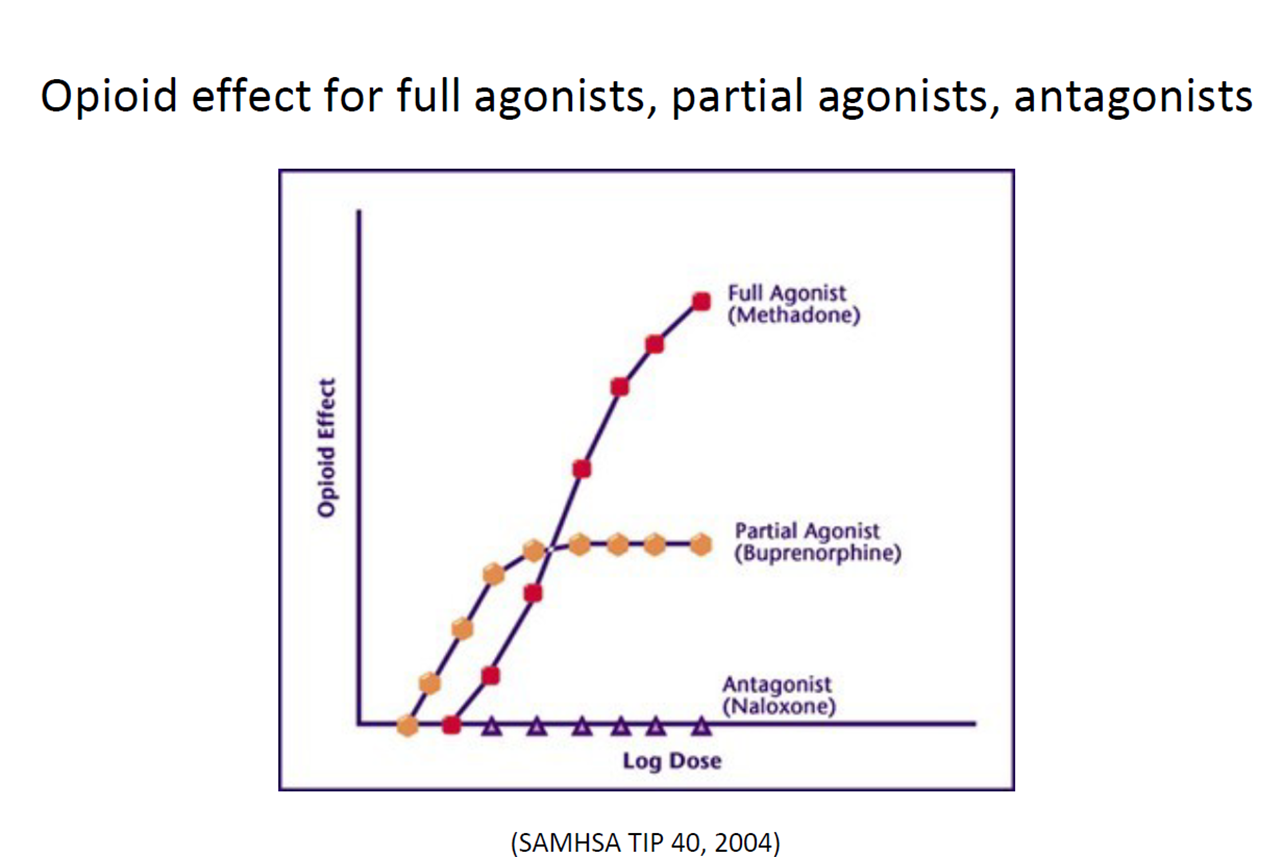 Opioid effect for full agonists, partial agonists, antagonists
Full Agonist
(Methadone)
Opioid Effect
Partial Agonist
(Buprenorphine)
Antagonist
(Naloxone)
Log Dose
(SAMHSA TIP 40, 2004)